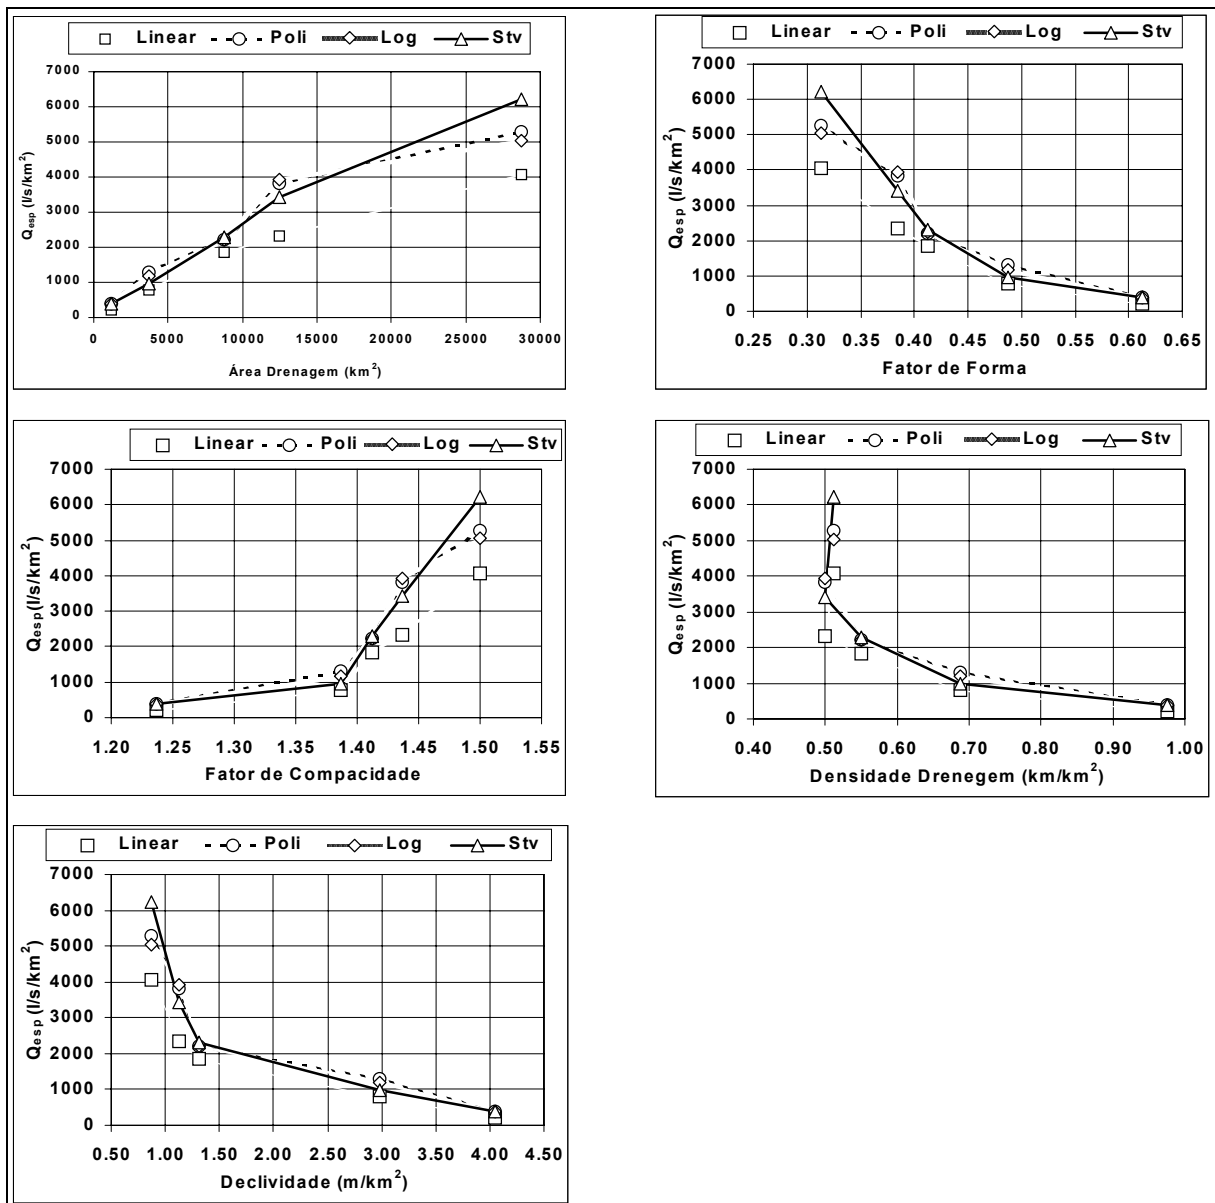 Linear Poli Log Stv
7000
6000
5000
4000
3000
2000
1000
0
Qesp (l/s/km²)
0 5000 10000 15000 20000 25000 30000
Área Drenagem (km²)
Linear Poli Log Stv
7000
6000
5000
4000
3000
2000
1000
0
Qesp (l/s/km²)
0.25 0.30 0.35 0.40 0.45 0.50 0.55 0.60 0.65
Fator de Forma
Linear Poli Log Stv
7000
6000
5000
4000
3000
2000
1000
0
Qesp(l/s/km²)
1.20 1.25 1.30 1.35 1.40 1.45 1.50 1.55
Fator de Compacidade
Linear Poli Log Stv
7000
6000
5000
4000
3000
2000
1000
0
Qesp (l/s/km²)
0.40 0.50 0.60 0.70 0.80 0.90 1.00
Densidade Drenegem (km/km²)
Linear Poli Log Stv
7000
6000
5000
4000
3000
2000
1000
0
Qesp (l/s/km²)
0.50 1.00 1.50 2.00 2.50 3.00 3.50 4.00 4.50
Declividade (m/km²)